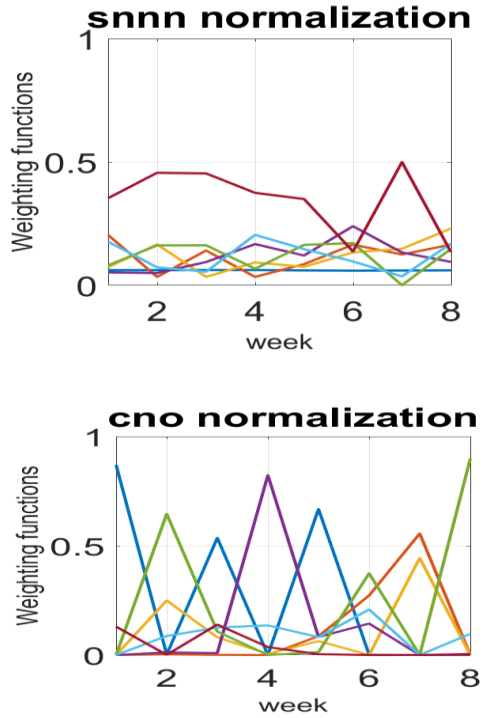 snnn normalization
1
0.5
0
Weighting functions
2 4 6 8
week
cno normalization
1
0.5
0
Weighting functions
2 4 6 8
week